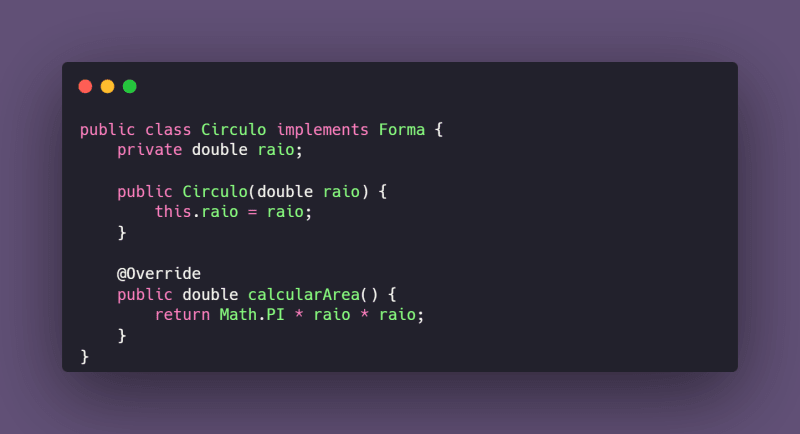 public class Circulo implements Forma {
    private double raio;

    public Circulo(double raio) {
        this.raio = raio;
    }

    @Override
    public double calcularArea() {
        return Math.PI * raio * raio;
    }
}